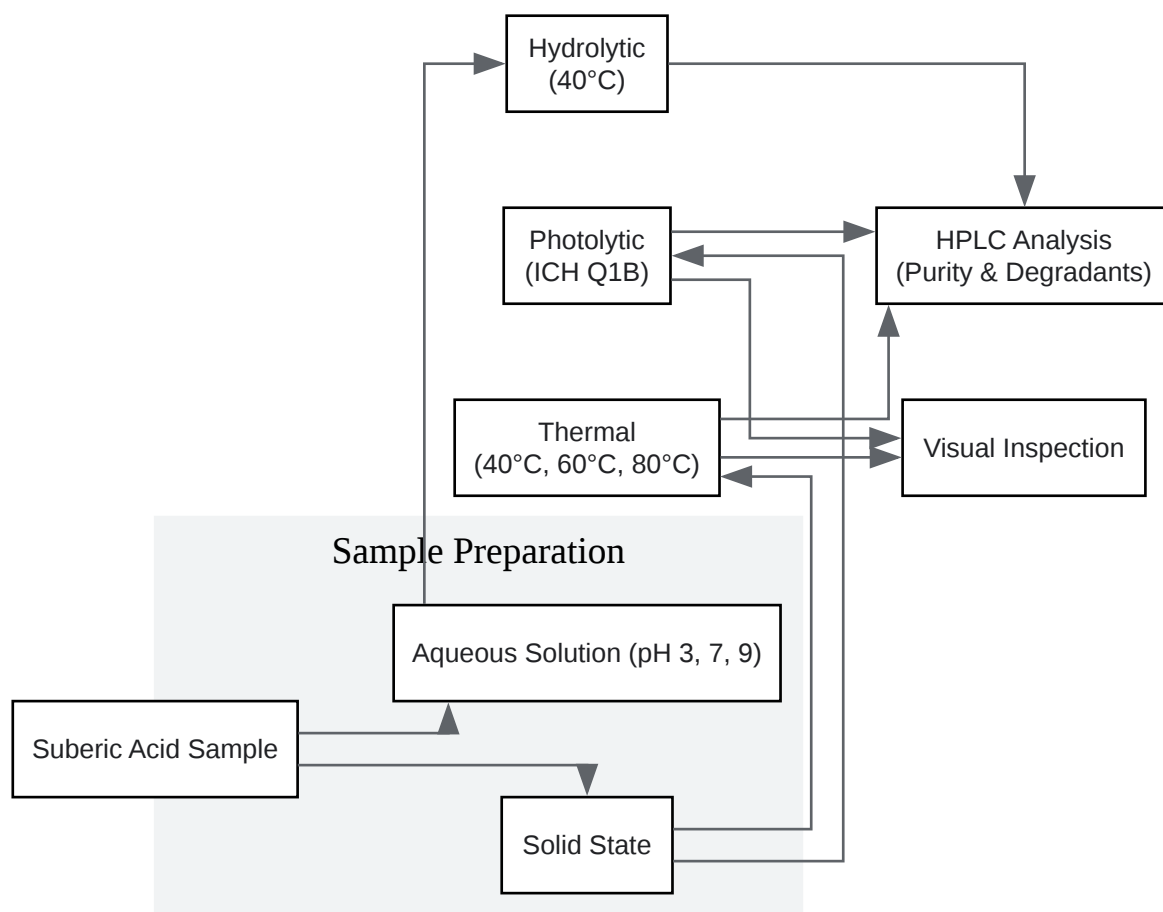 Hydrolytic
(40°C)
Photolytic
(ICH Q1B)
HPLC Analysis
(Purity & Degradants)
Thermal
(40°C, 60°C, 80°C)
Visual Inspection
Sample Preparation
Aqueous Solution (pH 3, 7, 9)
Suberic Acid Sample
Solid State